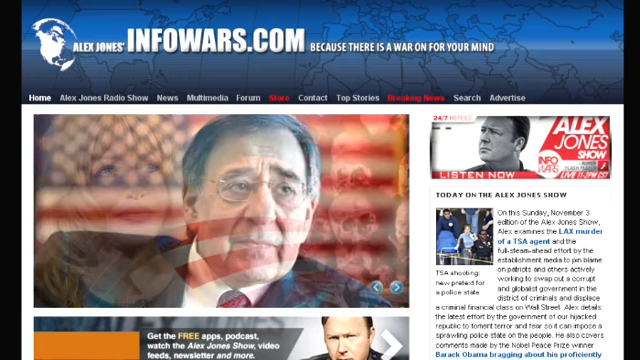 ALEX JONES' INFOWARS.COM BECAUSE THERE IS A WAR ON FOR YOUR MIND
Home Alex Jones Radio Show News Multimedia Forum Store Contact Top Stories Breaking News Search Advertise
24/7
ALEX
JONES
SHOW
INFO
WARS
LISTEN NOW
LIVE 11-2PM CST
TODAY ON THE ALEX JONES SHOW
On this Sunday, November 3
edition of the Alex Jones Show,
Alex examines the LAX murder
of a TSA agent and the
full-steam-ahead effort by the
establishment media to pin blame
on patriots and others actively
working to swap out a corrupt
and globalist government in the
district of criminals and displace
TSA shooting:
new pretext for
a police state
a criminal financial class on Wall Street. Alex details
the latest effort by the government of our hijacked
republic to foment terror and fear so it can impose a
sprawling police state on the people. He also covers
comments made by the Nobel Peace Prize winner
Barack Obama bragging about his proficiently
Get the FREE apps, podcast,
watch the Alex Jones Show, video
feeds, newsletter and more.